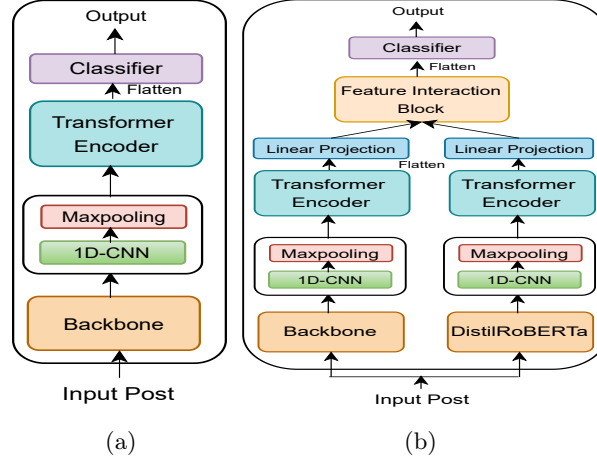 Output
Classifier
Flatten
Transformer
Encoder
Maxpooling
1D-CNN
Backbone
Input Post
(a)
Output
Classifier
Flatten
Feature Interaction
Block
Linear Projection
Linear Projection
Flatten
Transformer
Encoder
Transformer
Encoder
Maxpooling
Maxpooling
1D-CNN
1D-CNN
Backbone
DistilRoBERTa
Input Post
(b)